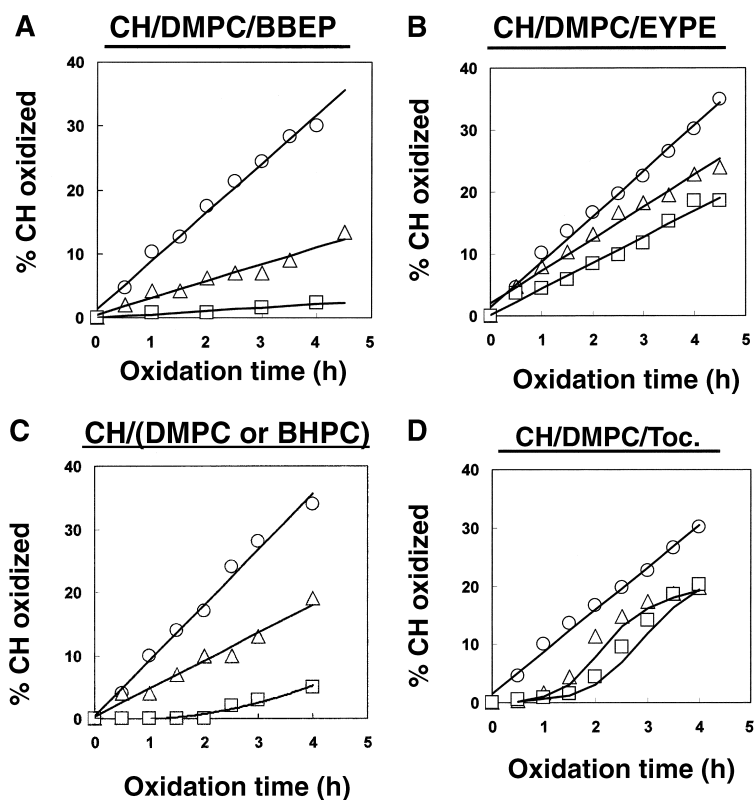 A
CH/DMPC/BBEP
% CH oxidized
40
30
20
10
0
0 1 2 3 4 5
Oxidation time (h)
B
CH/DMPC/EYPE
% CH oxidized
40
30
20
10
0
0 1 2 3 4 5
Oxidation time (h)
C
CH/(DMPC or BHPC)
% CH oxidized
40
30
20
10
0
0 1 2 3 4 5
Oxidation time (h)
D
CH/DMPC/Toc.
% CH oxidized
40
30
20
10
0
0 1 2 3 4 5
Oxidation time (h)